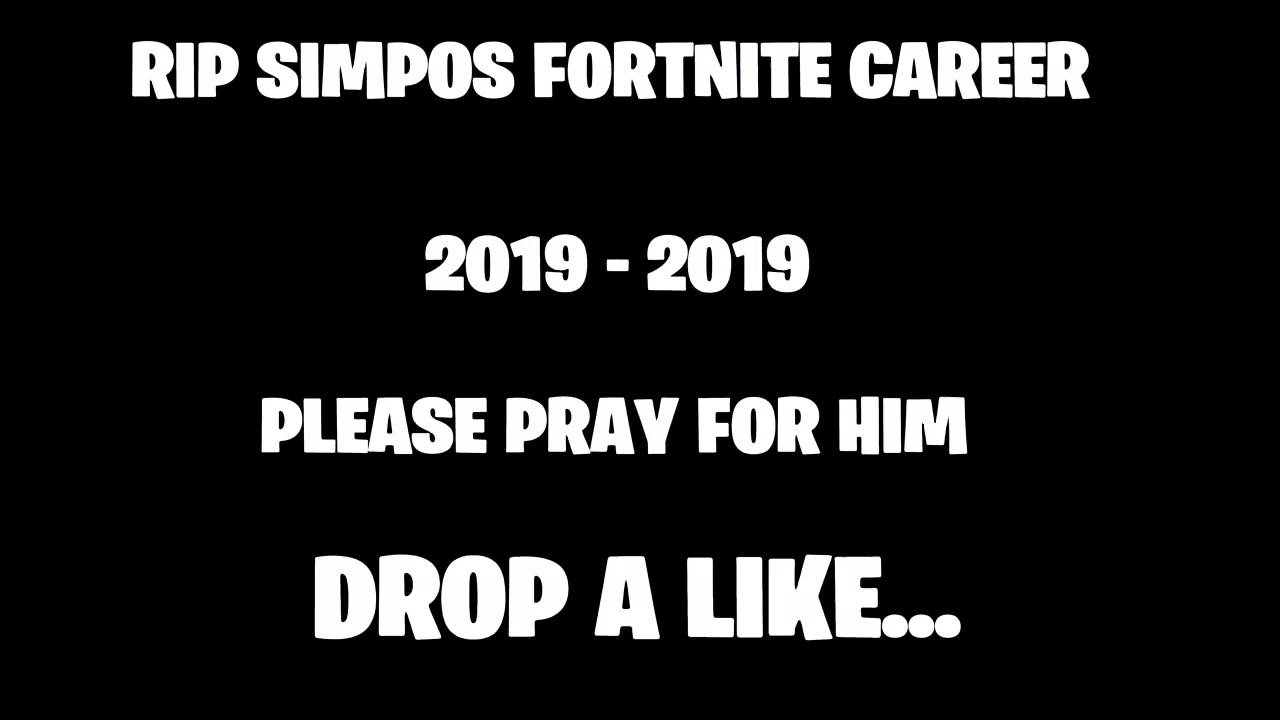 RIP SIMPOS FORTNITE CAREER
2019 - 2019
PLEASE PRAY FOR HIM
DROP A LIKE...